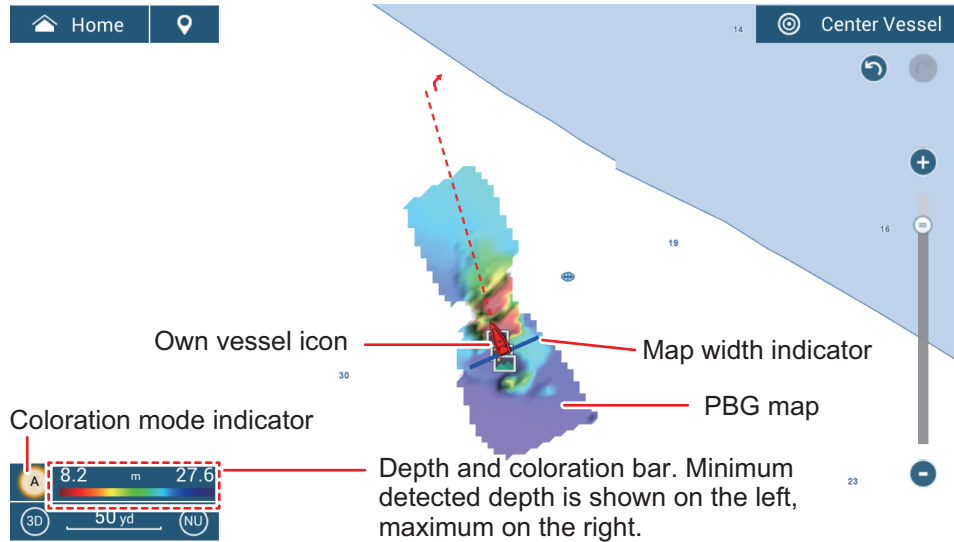 Home
14
Center Vessel
16
19
Own vessel icon
Map width indicator
30
PBG map
Coloration mode indicator
A
8.2 m 27.6
Depth and coloration bar. Minimum
detected depth is shown on the left,
maximum on the right.
23
3D
50 yd
NU